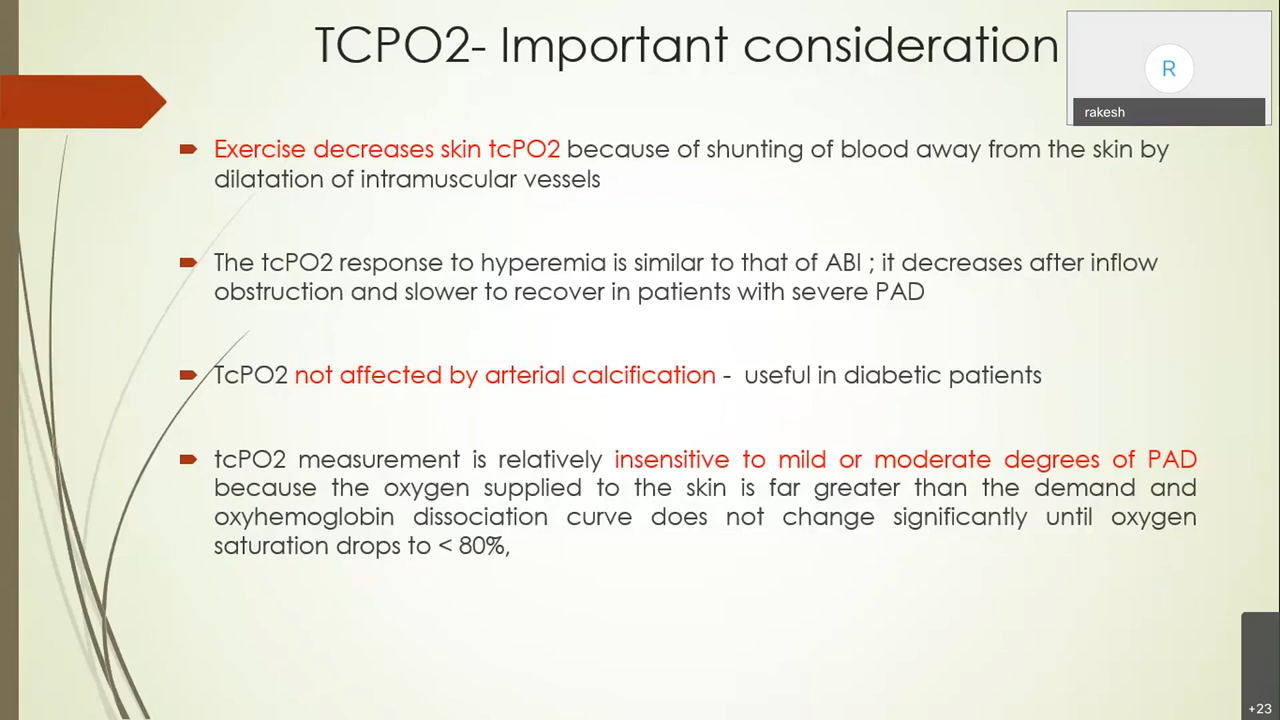 TCPO2- Important consideration
R
rakesh
Exercise decreases skin tcPO2 because of shunting of blood away from the skin by
dilatation of intramuscular vessels
The tcPO2 response to hyperemia is similar to that of ABI ; it decreases after inflow
obstruction and slower to recover in patients with severe PAD
TcPO2 not affected by arterial calcification - useful in diabetic patients
tcPO2 measurement is relatively insensitive to mild or moderate degrees of PAD
because the oxygen supplied to the skin is far greater than the demand and
oxyhemoglobin dissociation curve does not change significantly until oxygen
saturation drops to < 80%,
+23